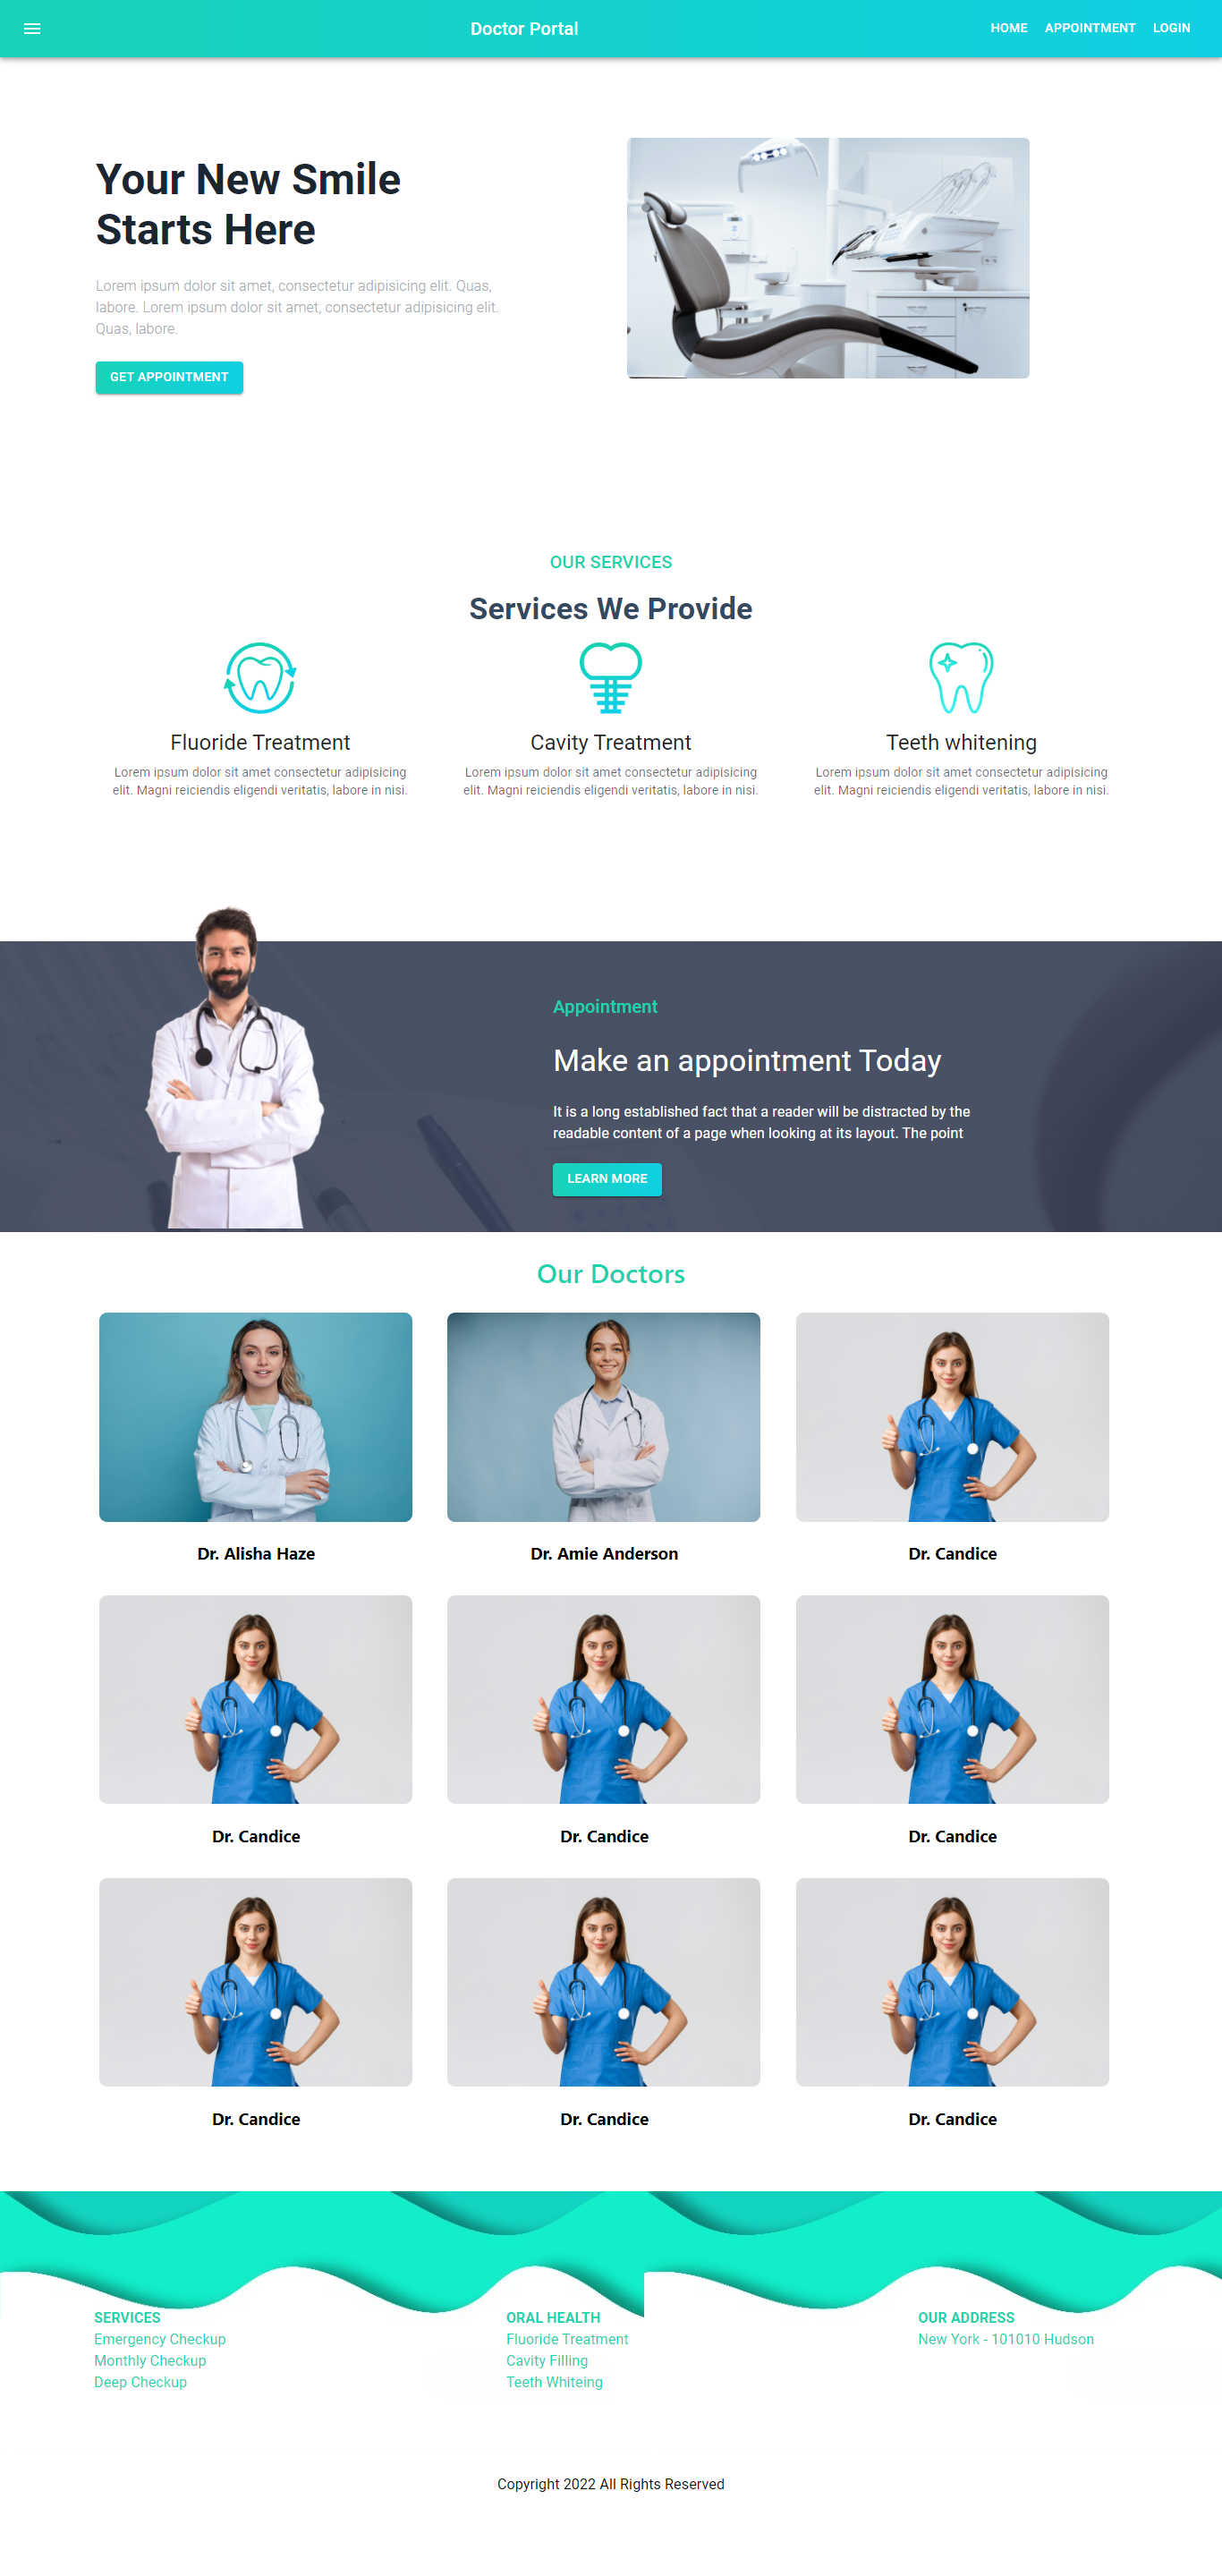 Doctor Portal
HOME
APPOINTMENT
LOGIN
Your New Smile
Starts Here
Lorem ipsum dolor sit amet, consectetur adipisicing elit. Quas,
labore. Lorem ipsum dolor sit amet, consectetur adipisicing elit.
Quas, labore.
GET APPOINTMENT
OUR SERVICES
Services We Provide
Fluoride Treatment
Lorem ipsum dolor sit amet consectetur adipisicing
elit. Magni reiciendis eligendi veritatis, labore in nisi.
Cavity Treatment
Lorem ipsum dolor sit amet consectetur adipisicing
elit. Magni reiciendis eligendi veritatis, labore in nisi.
Teeth whitening
Lorem ipsum dolor sit amet consectetur adipisicing
elit. Magni reiciendis eligendi veritatis, labore in nisi.
Appointment
Make an appointment Today
It is a long established fact that a reader will be distracted by the
readable content of a page when looking at its layout. The point
LEARN MORE
Our Doctors
Dr. Alisha Haze
Dr. Amie Anderson
Dr. Candice
Dr. Candice
Dr. Candice
Dr. Candice
Dr. Candice
Dr. Candice
Dr. Candice
SERVICES
Emergency Checkup
Monthly Checkup
Deep Checkup
ORAL HEALTH
Fluoride Treatment
Cavity Filling
Teeth Whiteing
OUR ADDRESS
New York - 101010 Hudson
Copyright 2022 All Rights Reserved